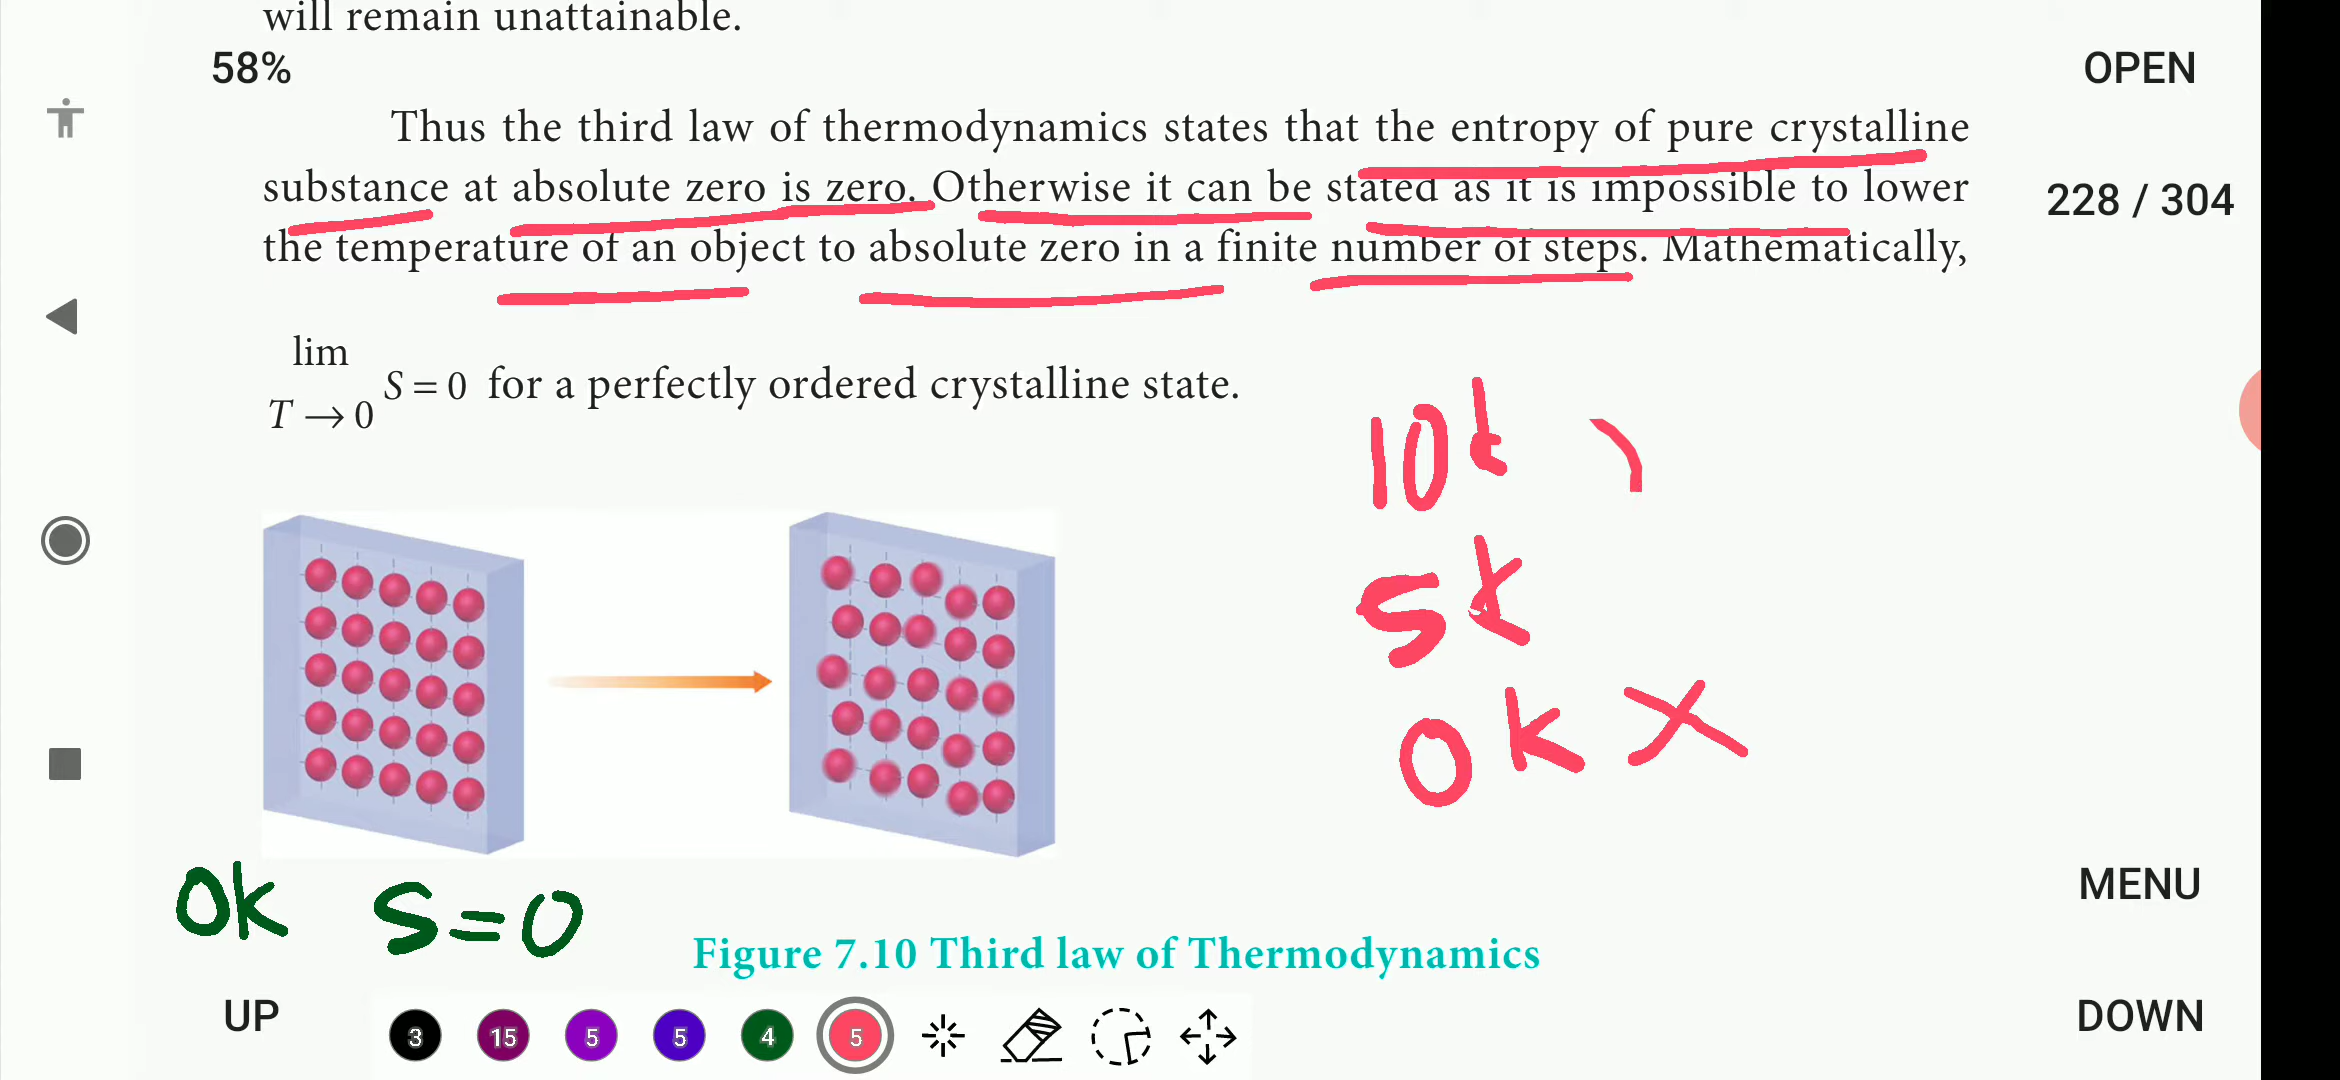 will remain unattainable.
58%
OPEN
Thus the third law of thermodynamics states that the entropy of pure crystalline
substance at absolute zero is zero. Otherwise it can be stated as it is impossible to lower
228 / 304
the temperature of an object to absolute zero in a finite number of steps. Mathematically,
lim
T → 0
S = 0 for a perfectly ordered crystalline state.
10k
5k
0k X
0k S=0
MENU
Figure 7.10 Third law of Thermodynamics
UP
3 15 5 5 4 5
DOWN